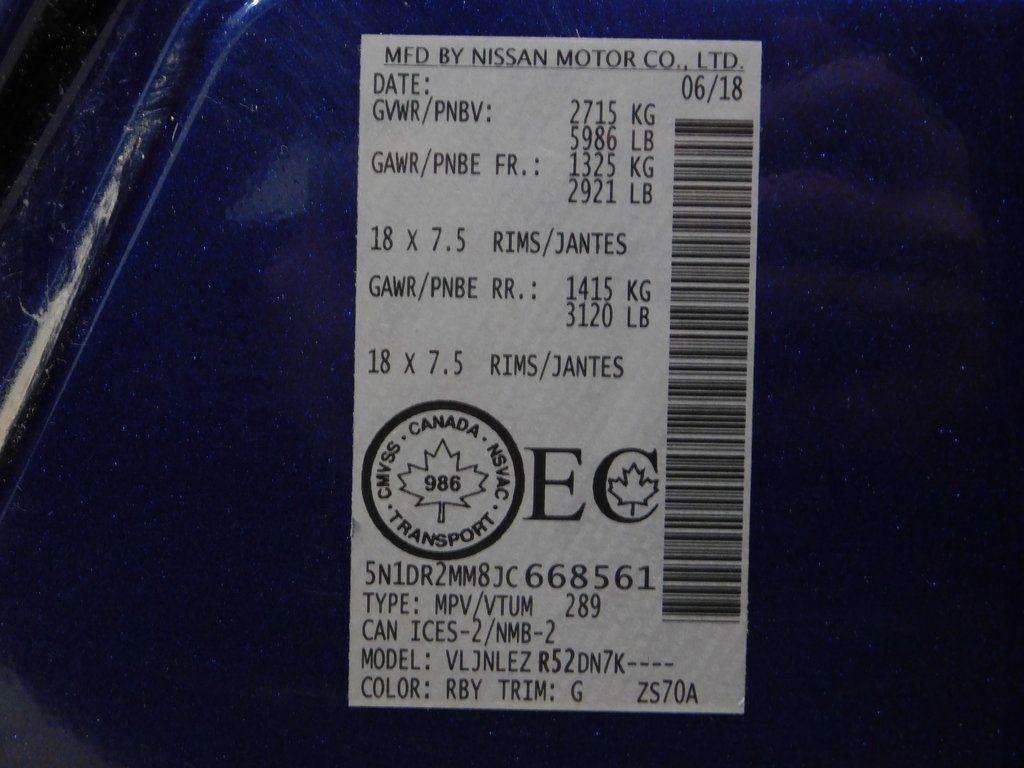 MFD BY NISSAN MOTOR CO., LTD.
DATE: 06/18
GVWR/PNBV: 2715 KG
5986 LB
GAWR/PNBE FR.: 1325 KG
2921 LB
18 X 7.5 RIMS/JANTES
GAWR/PNBE RR.: 1415 KG
3120 LB
18 X 7.5 RIMS/JANTES
CANADA · NSVAC · TRANSPORT · CMVSS ·
986
EC
5N1DR2MM8JC668561
TYPE: MPV/VTUM 289
CAN ICES-2/NMB-2
MODEL: VLJNLEZ R52DN7K----
COLOR: RBY TRIM: G ZS70A